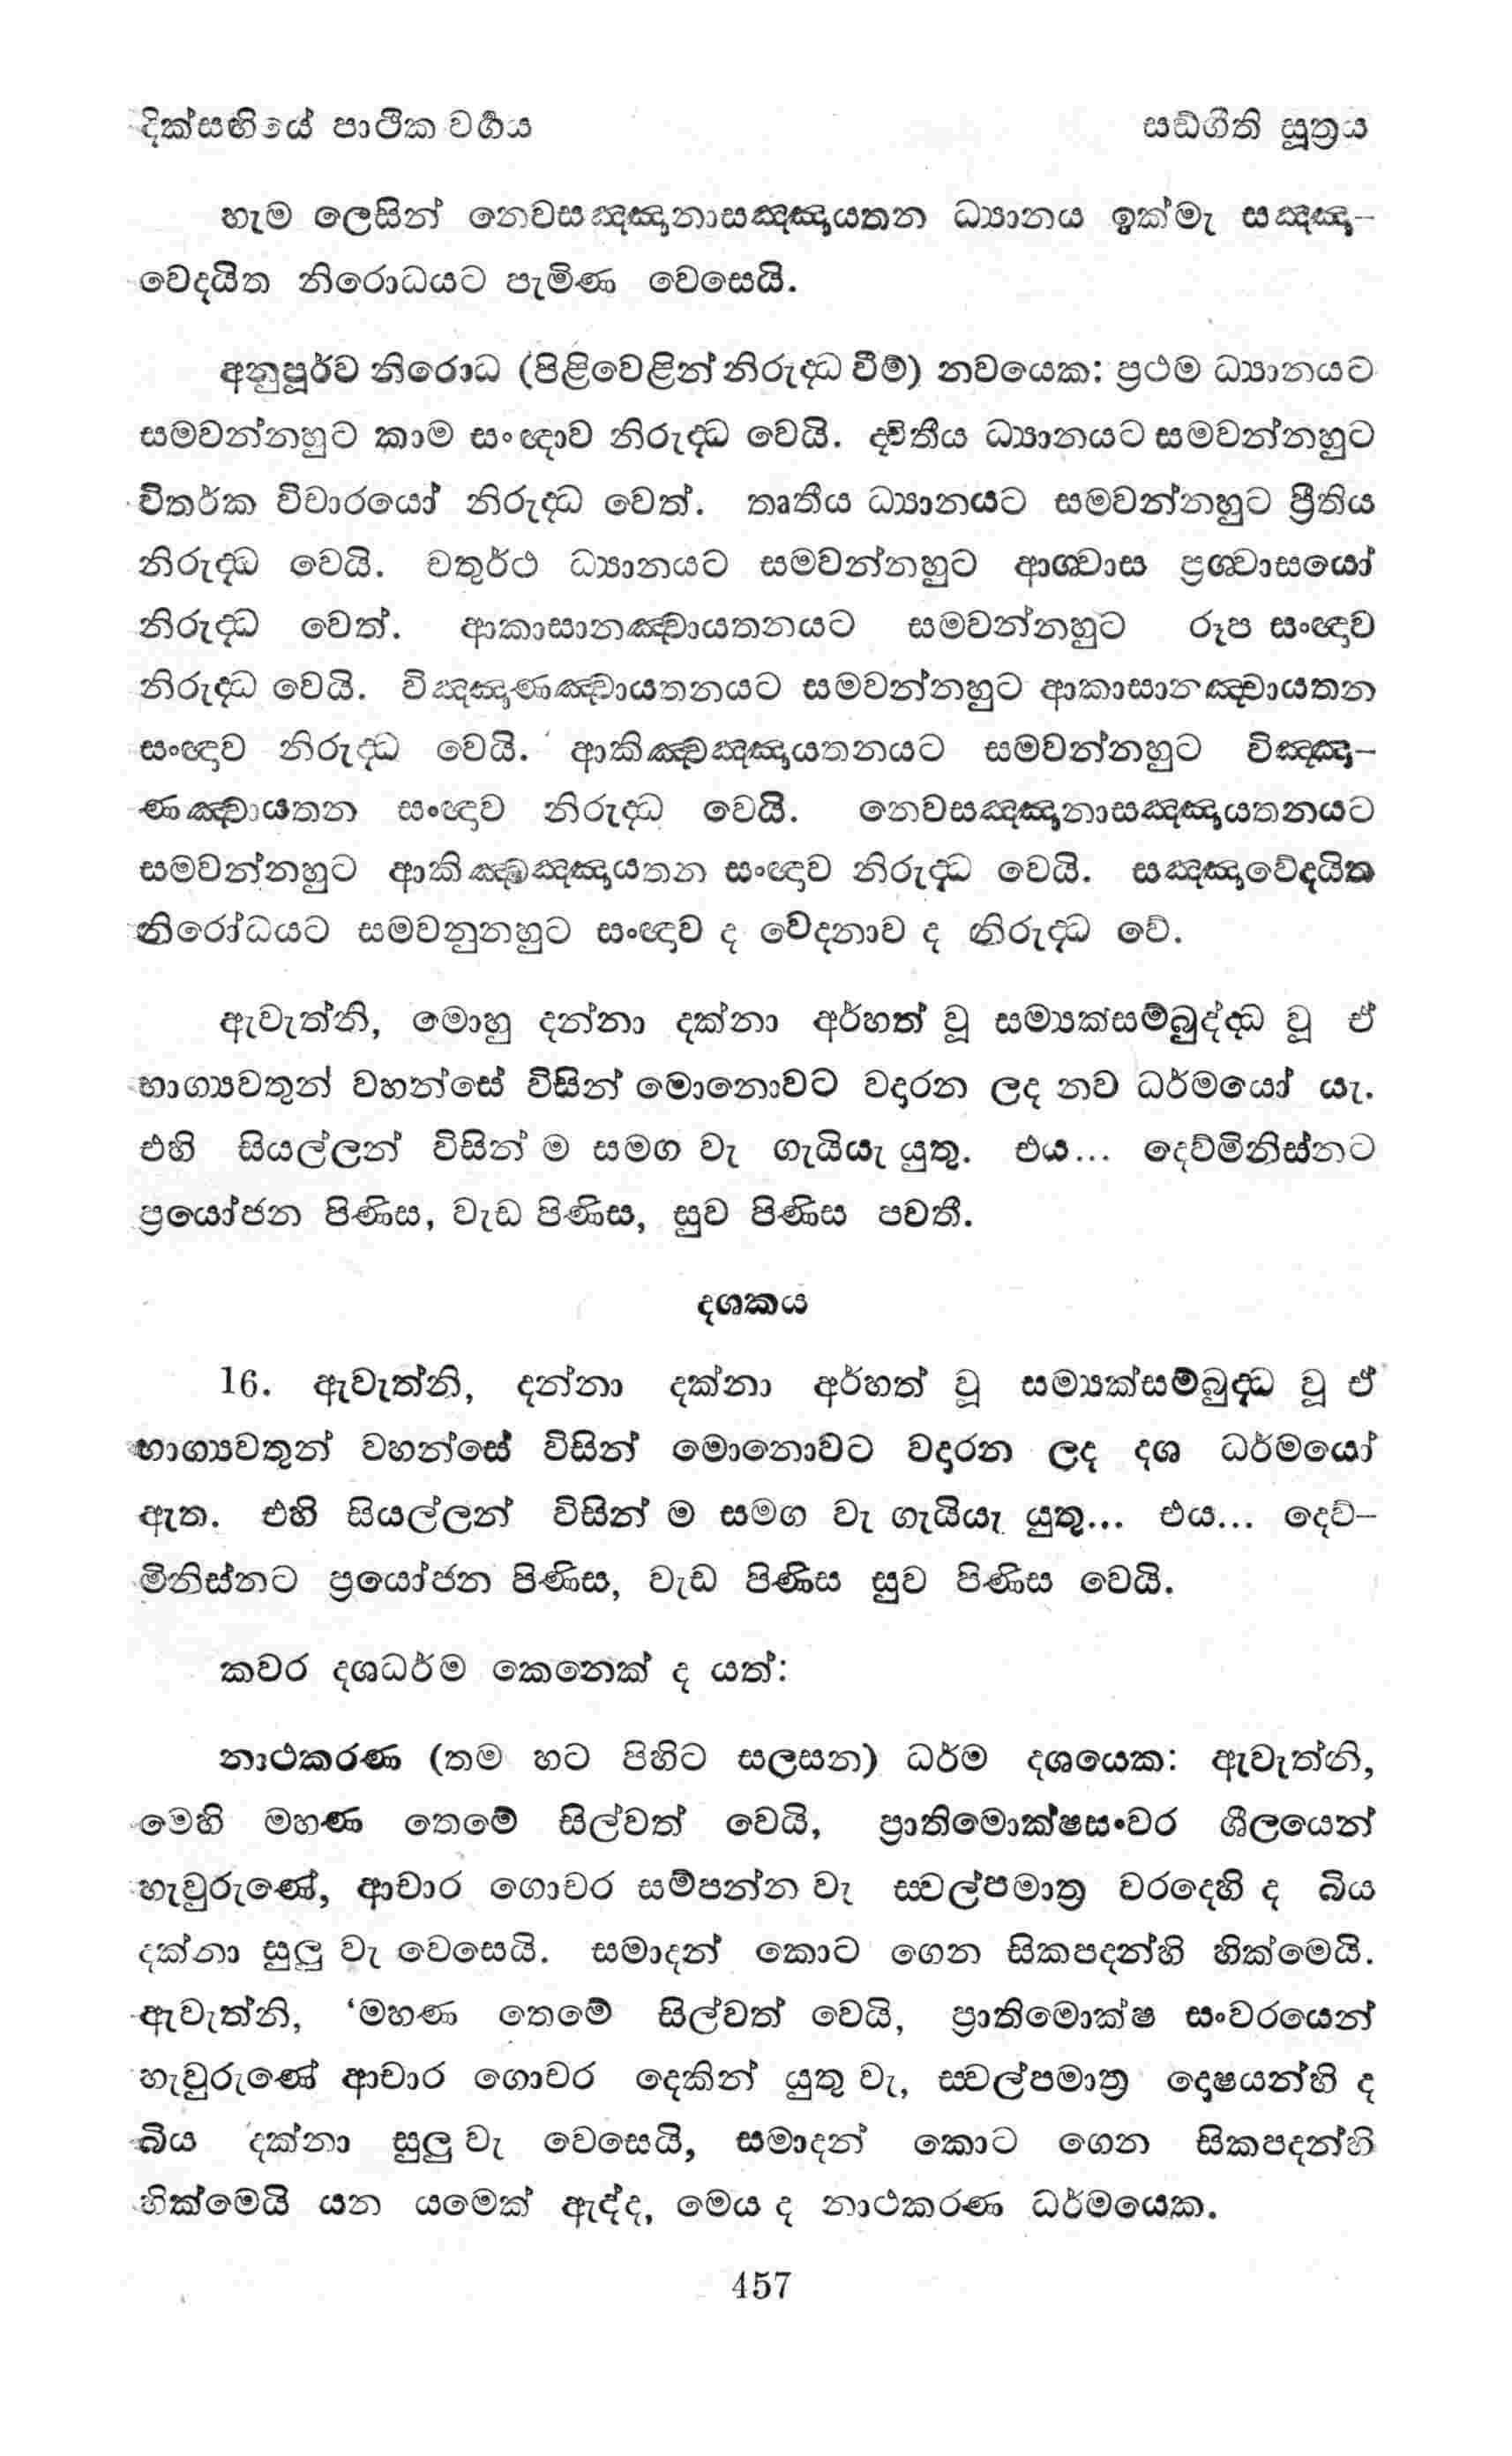 දික්සඟියේ පාථික වර්‍ගය
සඞ්ගීති සූත්‍රය
හැම ලෙසින් නෙවසඤ්ඤානාසඤ්ඤායතන ධ්‍යානය ඉක්මැ සඤ්ඤා-
වෙදයිත නිරොධයට පැමිණ වෙසෙයි.
අනුපූර්ව නිරොධ (පිළිවෙළින් නිරුද්ධ වීම්) නවයෙක: ප්‍රථම ධ්‍යානයට
සමවන්නහුට කාම සංඥාව නිරුද්ධ වෙයි. ද්විතීය ධ්‍යානයට සමවන්නහුට
විතර්ක විචාරයෝ නිරුද්ධ වෙත්. තෘතීය ධ්‍යානයට සමවන්නහුට ප්‍රීතිය
නිරුද්ධ වෙයි. චතුර්ථ ධ්‍යානයට සමවන්නහුට ආශ්වාස ප්‍රශ්වාසයෝ
නිරුද්ධ වෙත්. ආකාසානඤ්චායතනයට සමවන්නහුට රූප සංඥාව
නිරුද්ධ වෙයි. විඤ්ඤාණඤ්චායතනයට සමවන්නහුට ආකාසානඤ්චායතන
සංඥාව නිරුද්ධ වෙයි. ආකිඤ්චඤ්ඤායතනයට සමවන්නහුට විඤ්ඤා-
ණඤ්චායතන සංඥාව නිරුද්ධ වෙයි. නෙවසඤ්ඤානාසඤ්ඤායතනයට
සමවන්නහුට ආකිඤ්චඤ්ඤායතන සංඥාව නිරුද්ධ වෙයි. සඤ්ඤාවේදයිත
නිරෝධයට සමවනුනහුට සංඥාව ද වෙදනාව ද නිරුද්ධ වේ.
ඇවැත්නි, මොහු දන්නා දක්නා අර්හත් වූ සම්‍යක්සම්බුද්ද්ධ වූ ඒ
භාග්‍යවතුන් වහන්සේ විසින් මොනොවට වදාරන ලද නව ධර්මයෝ යැ.
එහි සියල්ලන් විසින් ම සමග වැ ගැයියැ යුතු. එය... දෙව්මිනිස්නට
ප්‍රයෝජන පිණිස, වැඩ පිණිස, සුව පිණිස පවතී.
දශකය
16. ඇවැත්නි, දන්නා දක්නා අර්හත් වූ සම්‍යක්සම්බුද්ධ වූ ඒ
භාග්‍යවතුන් වහන්සේ විසින් මොනොවට වදාරන ලද දශ ධර්මයෝ
ඇත. එහි සියල්ලන් විසින් ම සමග වැ ගැයියැ යුතු... එය... දෙව්-
මිනිස්නට ප්‍රයෝජන පිණිස, වැඩ පිණිස සුව පිණිස වෙයි.
කවර දශධර්ම කෙනෙක් ද යත්:
නාථකරණ (තම හට පිහිට සලසන) ධර්ම දශයෙක: ඇවැත්නි,
මෙහි මහණ තෙමේ සිල්වත් වෙයි, ප්‍රාතිමොක්ෂසංවර ශීලයෙන්
හැවුරුණේ, ආචාර ගොචර සම්පන්න වැ ස්වල්පමාත්‍ර වරදෙහි ද බිය
දක්නා සුලු වැ වෙසෙයි. සමාදන් කොට ගෙන සිකපදන්හි හික්මෙයි.
ඇවැත්නි, ‘මහණ තෙමේ සිල්වත් වෙයි, ප්‍රාතිමොක්ෂ සංවරයෙන්
හැවුරුණේ ආචාර ගොචර දෙකින් යුතු වැ, ස්වල්පමාත්‍ර දොෂයන්හි ද
බිය දක්නා සුලු වැ වෙසෙයි, සමාදන් කොට ගෙන සිකපදන්හි
හික්මෙයි යන යමෙක් ඇද්ද, මෙය ද නාථකරණ ධර්මයෙක.
457